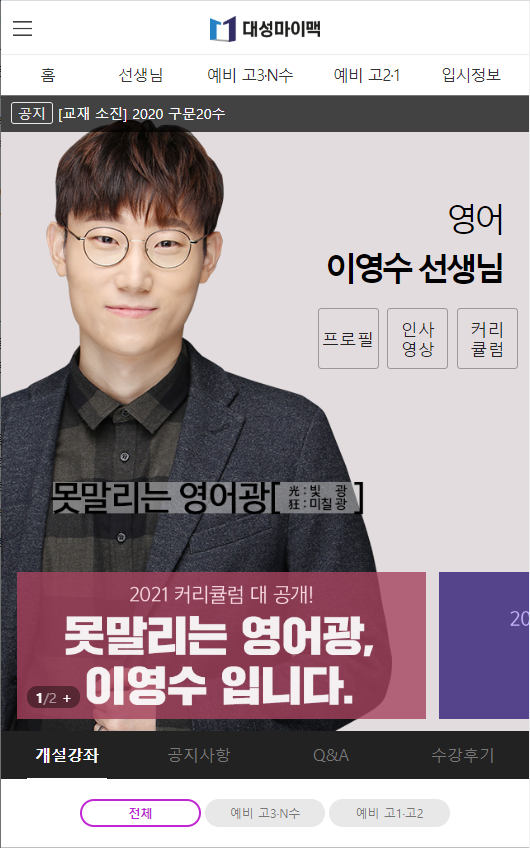 대성마이맥
홈 선생님 예비 고3·N수 예비 고2·1 입시정보
공지 [교재 소진] 2020 구문20수
영어
이영수 선생님
프로필 인사 커리
영상 큘럼
못말리는 영어광[光:빛 광
狂:미칠 광]
2021 커리큘럼 대 공개!
20
못말리는 영어광,
이영수 입니다.
1/2 +
개설강좌 공지사항 Q&A 수강후기
전체 예비 고3·N수 예비 고1·고2